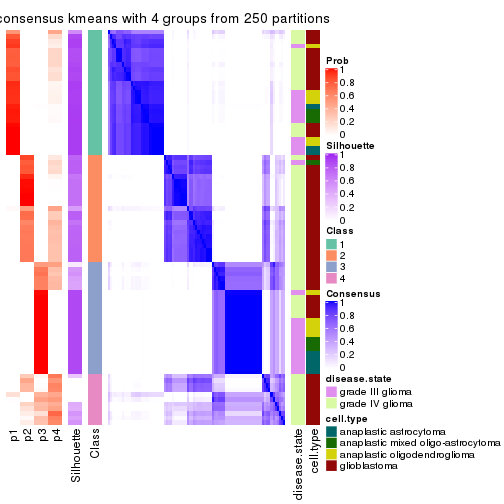 consensus kmeans with 4 groups from 250 partitions
Prob
1
0.8
0.6
0.4
0.2
0
Silhouette
1
0.8
0.6
0.4
0.2
0
Class
1
2
3
4
Consensus
1
0.8
0.6
0.4
0.2
0
disease.state
grade III glioma
grade IV glioma
cell.type
anaplastic astrocytoma
anaplastic mixed oligo-astrocytoma
anaplastic oligodendroglioma
glioblastoma
p1
p2
p3
p4
Silhouette
Class
disease.state
cell.type